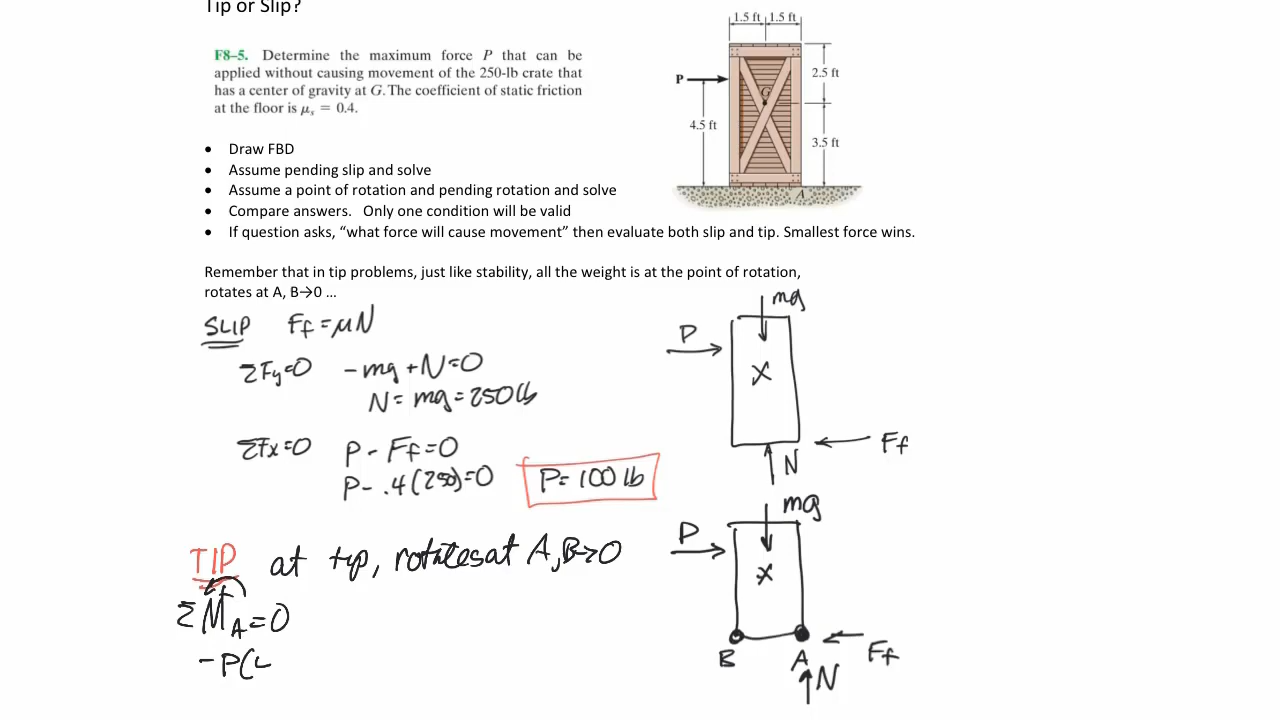 Tip or Slip?
F8–5. Determine the maximum force P that can be
applied without causing movement of the 250-lb crate that
has a center of gravity at G. The coefficient of static friction
at the floor is μs = 0.4.
1.5 ft 1.5 ft
2.5 ft
P
G
4.5 ft
3.5 ft
A
• Draw FBD
• Assume pending slip and solve
• Assume a point of rotation and pending rotation and solve
• Compare answers. Only one condition will be valid
• If question asks, “what force will cause movement” then evaluate both slip and tip. Smallest force wins.
Remember that in tip problems, just like stability, all the weight is at the point of rotation,
rotates at A, B→0 …
SLIP Ff = μN
ΣFy=0 -mg + N = 0
N = mg = 250 lb
ΣFx=0 P - Ff = 0
P - .4(250) = 0 P = 100 lb
mg
P
X
Ff
N
TIP at tip, rotates at A, B→0
ΣMA = 0
-P(4
mg
P
X
B A Ff
N